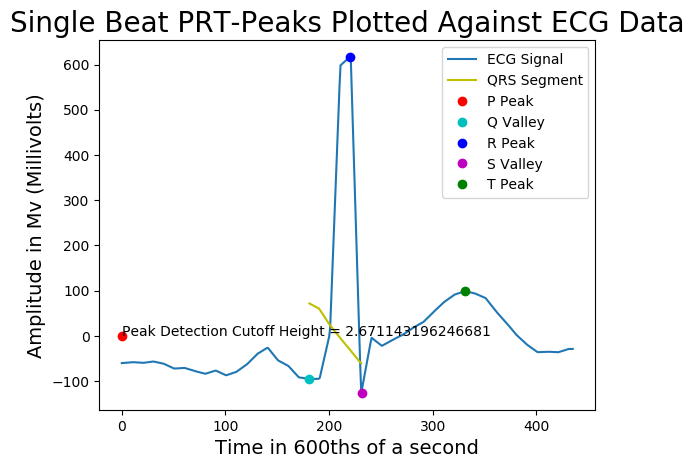 Single Beat PRT-Peaks Plotted Against ECG Data
ECG Signal
QRS Segment
P Peak
Q Valley
R Peak
S Valley
T Peak
Amplitude in Mv (Millivolts)
600
500
400
300
200
100
0
−100
Peak Detection Cutoff Height = 2.671143196246681
0
100
200
300
400
Time in 600ths of a second